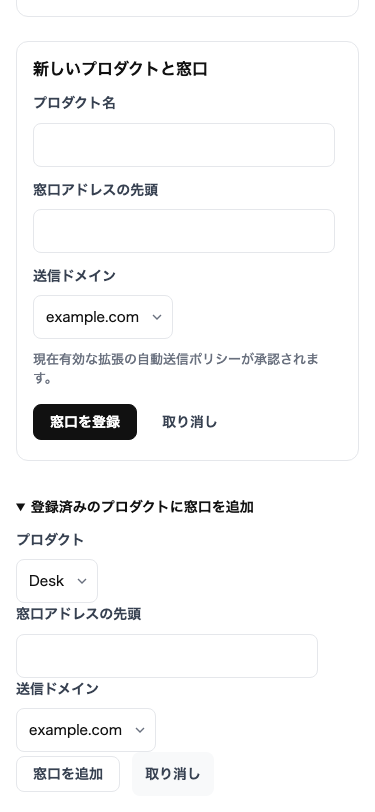 新しいプロダクトと窓口
プロダクト名
窓口アドレスの先頭
送信ドメイン
example.com
現在有効な拡張の自動送信ポリシーが承認されま
す。
窓口を登録 取り消し
▼ 登録済みのプロダクトに窓口を追加
プロダクト
Desk
窓口アドレスの先頭
送信ドメイン
example.com
窓口を追加 取り消し